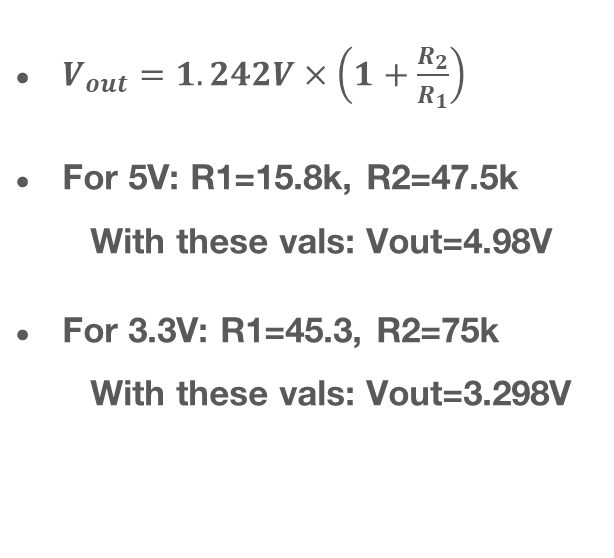 • V_out = 1.242V × (1 + R₂/R₁)
• For 5V: R1=15.8k, R2=47.5k
With these vals: Vout=4.98V
• For 3.3V: R1=45.3, R2=75k
With these vals: Vout=3.298V